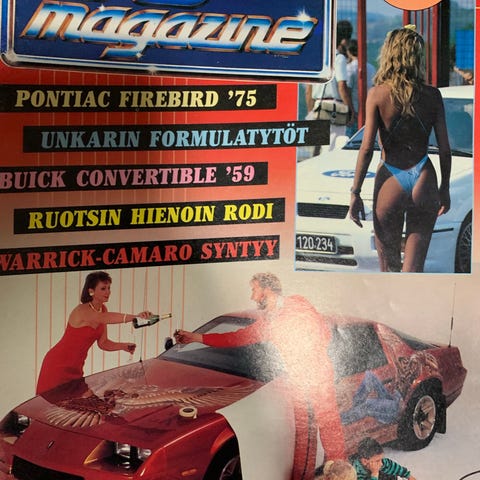 magazine
PONTIAC FIREBIRD '75
UNKARIN FORMULATYTÖT
BUICK CONVERTIBLE '59
RUOTSIN HIENOIN RODI
WARRICK-CAMARO SYNTYY
120-234